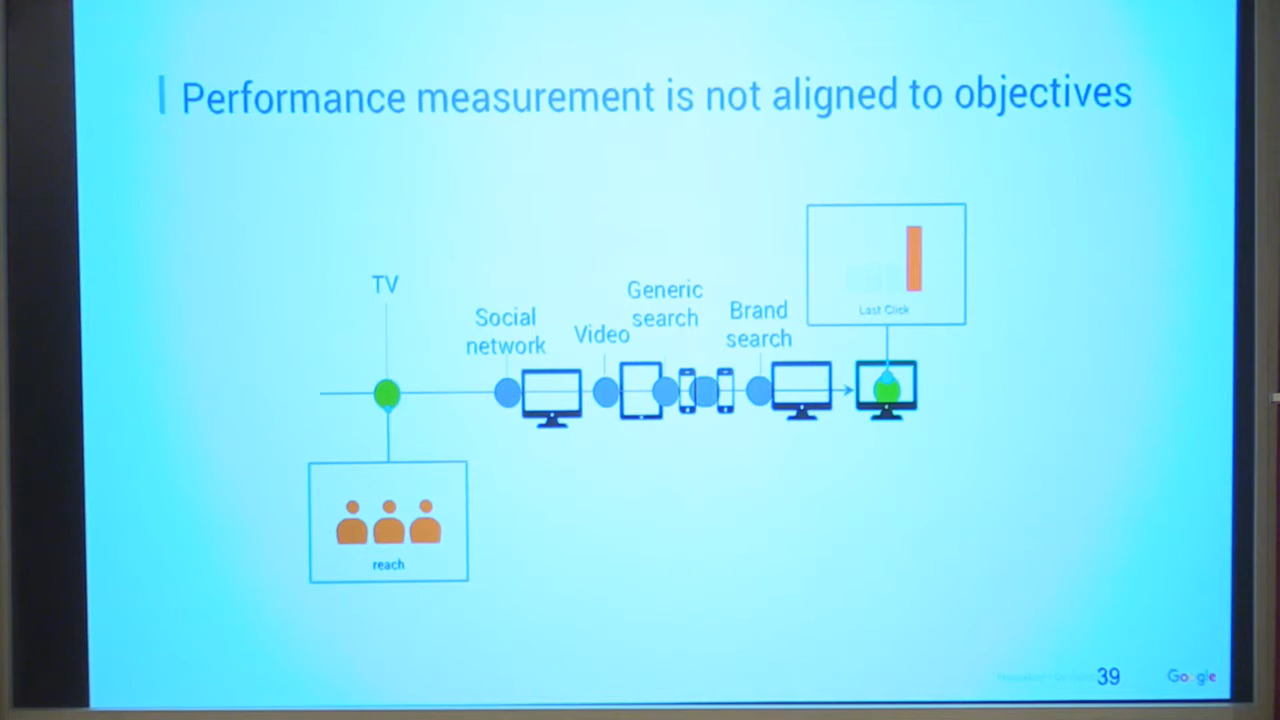 Performance measurement is not aligned to objectives
TV
Social
network
Video
Generic
search
Brand
search
Last Click
reach
39
Google